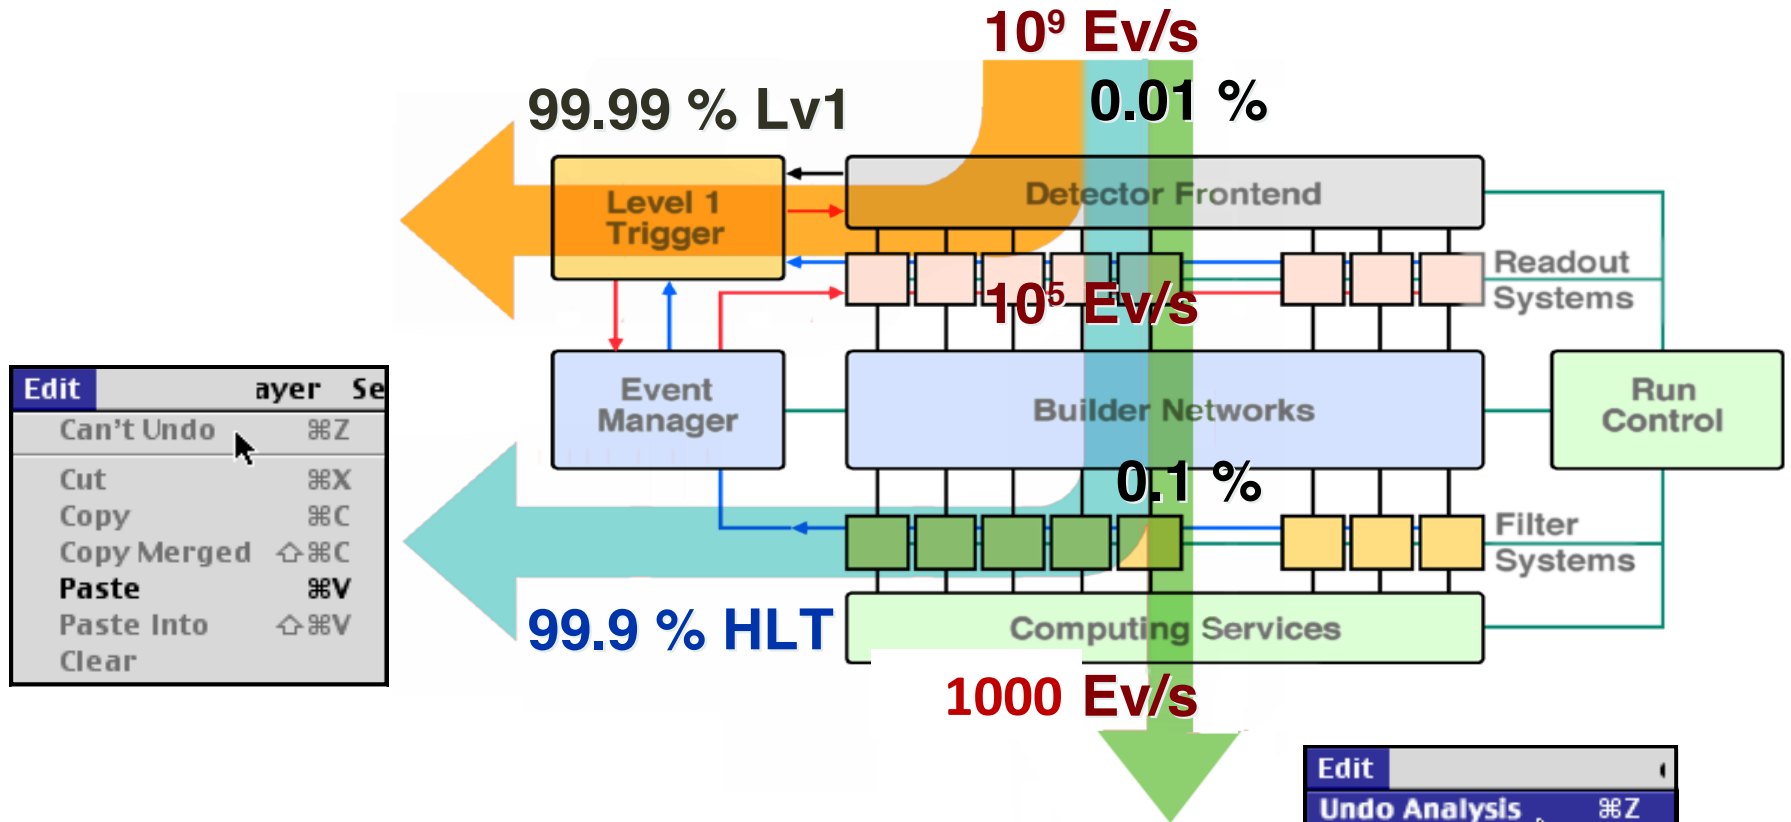 10⁹ Ev/s
0.01 %
99.99 % Lv1
Level 1
Trigger
Detector Frontend
Readout
Systems
10⁵ Ev/s
Event
Manager
Builder Networks
Run
Control
0.1 %
Filter
Systems
99.9 % HLT
Computing Services
1000 Ev/s
Edit ayer Se
Can't Undo ⌘Z
Cut ⌘X
Copy ⌘C
Copy Merged ⇧⌘C
Paste ⌘V
Paste Into ⇧⌘V
Clear
Edit
Undo Analysis ⌘Z